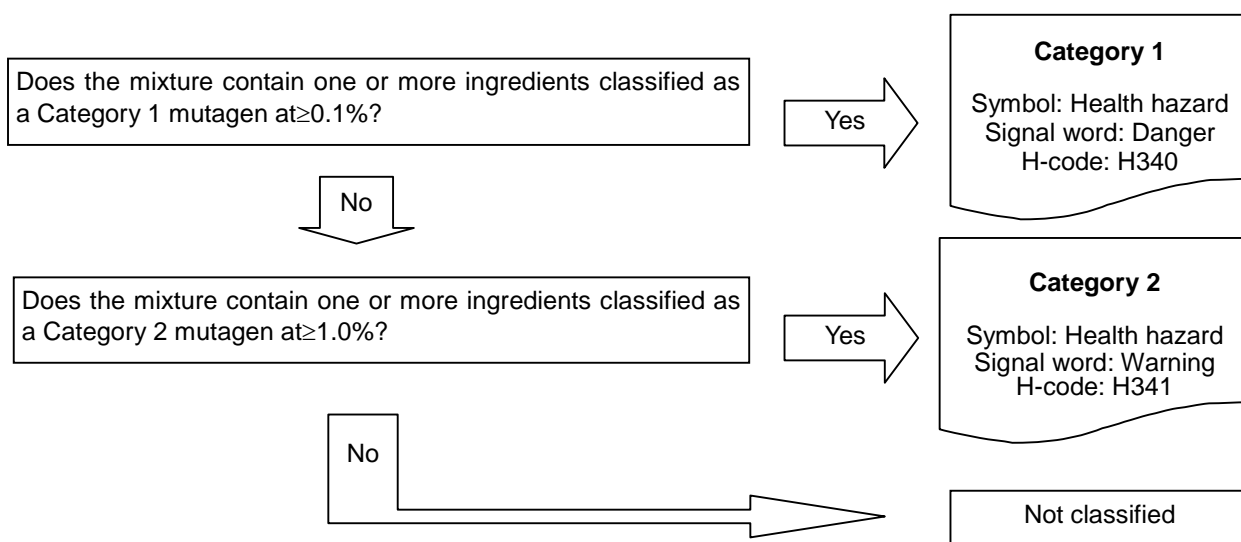 Does the mixture contain one or more ingredients classified as
a Category 1 mutagen at≥0.1%?
Yes
Category 1
Symbol: Health hazard
Signal word: Danger
H-code: H340
No
Does the mixture contain one or more ingredients classified as
a Category 2 mutagen at≥1.0%?
Yes
Category 2
Symbol: Health hazard
Signal word: Warning
H-code: H341
No
Not classified